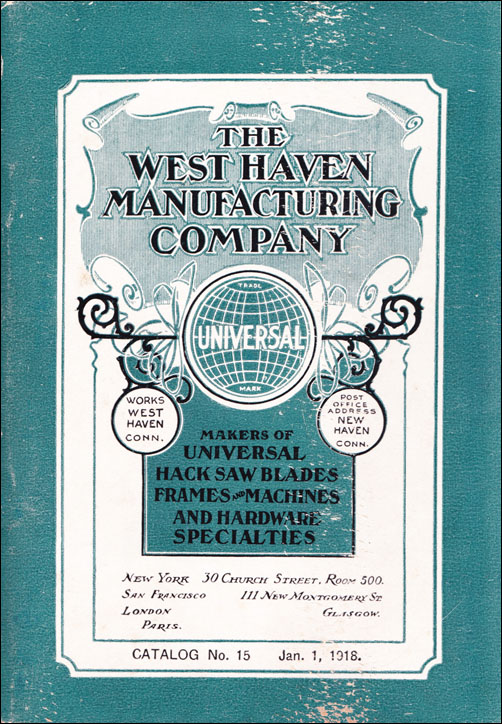 THE
WEST HAVEN
MANUFACTURING
COMPANY
TRADE
UNIVERSAL
MARK
WORKS
WEST
HAVEN
CONN.
POST
OFFICE
ADDRESS
NEW
HAVEN
CONN.
MAKERS OF
UNIVERSAL
HACK SAW BLADES
FRAMES AND MACHINES
AND HARDWARE
SPECIALTIES
NEW YORK 30 CHURCH STREET, ROOM 500.
SAN FRANCISCO 111 NEW MONTGOMERY ST
LONDON GLASGOW.
PARIS.
CATALOG No. 15 Jan. 1, 1918.